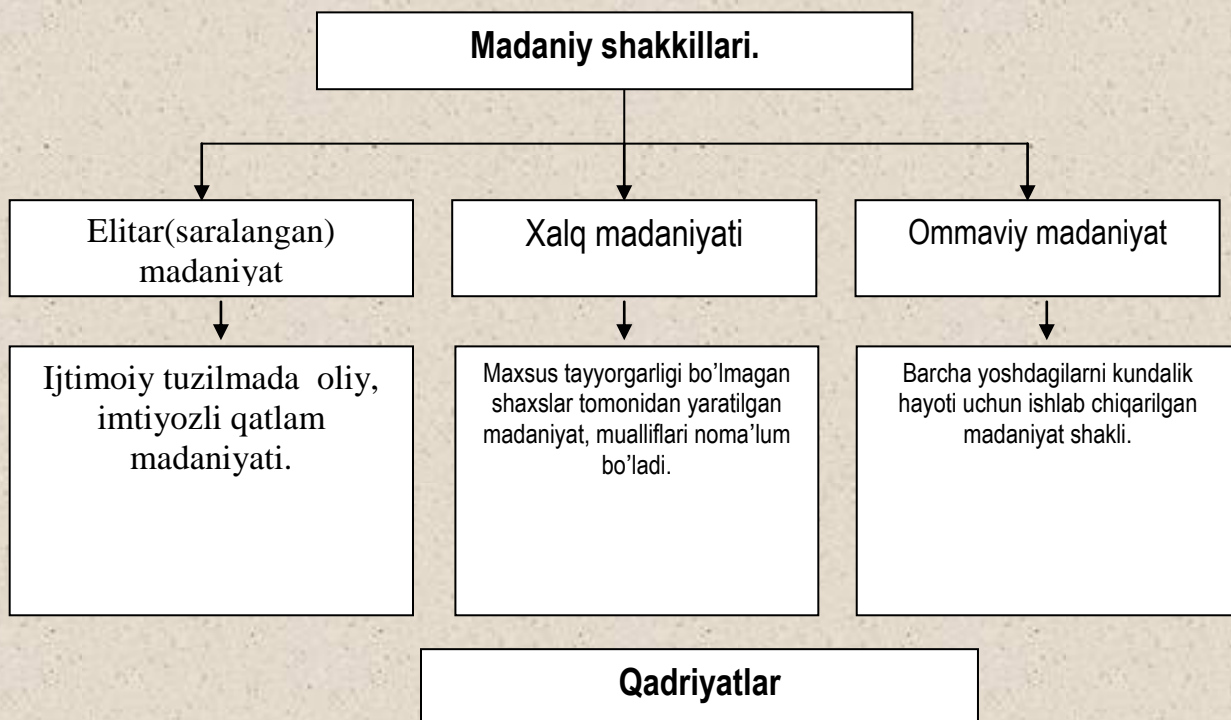 Madaniy shakkillari.
Elitar(saralangan)
madaniyat
Xalq madaniyati
Ommaviy madaniyat
Ijtimoiy tuzilmada oliy,
imtiyozli qatlam
madaniyati.
Maxsus tayyorgarligi bo’lmagan
shaxslar tomonidan yaratilgan
madaniyat, mualliflari noma’lum
bo’ladi.
Barcha yoshdagilarni kundalik
hayoti uchun ishlab chiqarilgan
madaniyat shakli.
Qadriyatlar